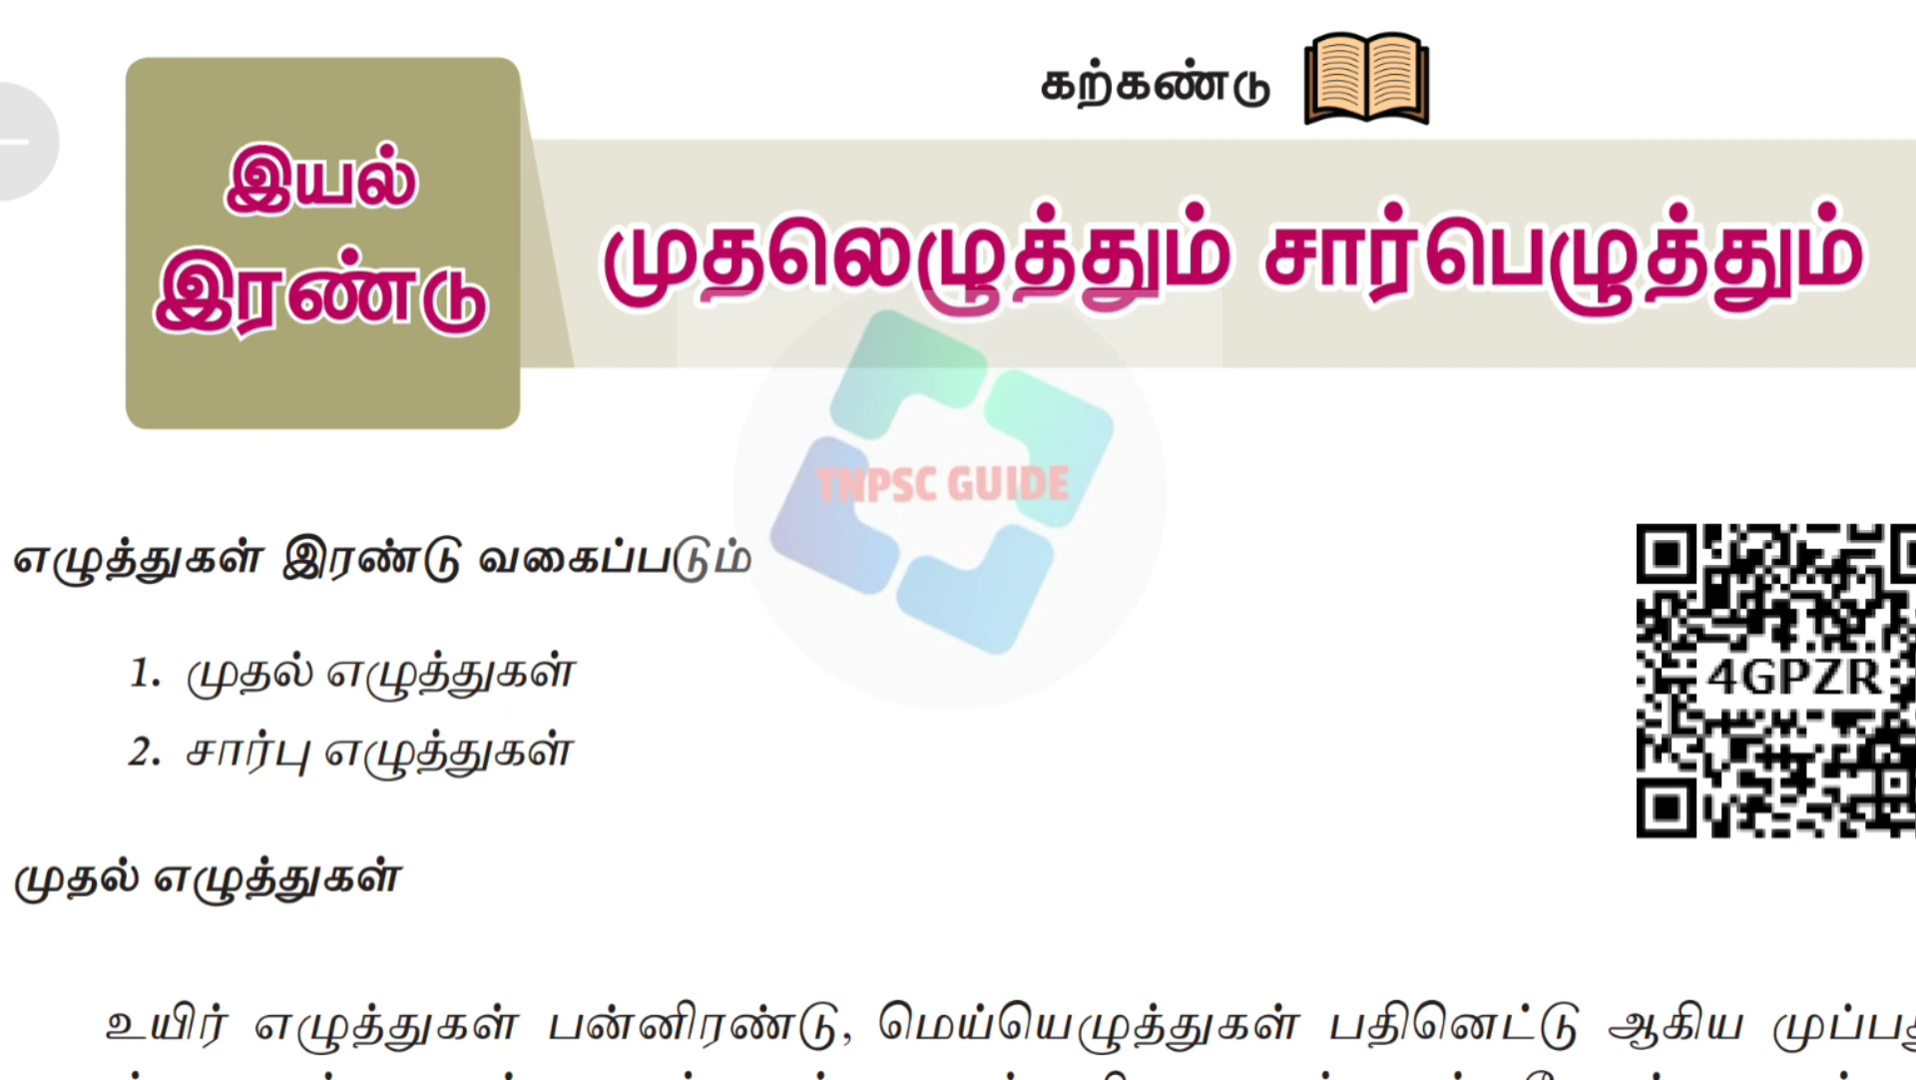 கற்கண்டு
இயல்
இரண்டு
முதலெழுத்தும் சார்பெழுத்தும்
TNPSC GUIDE
எழுத்துகள் இரண்டு வகைப்படும்
1. முதல் எழுத்துகள்
2. சார்பு எழுத்துகள்
4GPZR
முதல் எழுத்துகள்
உயிர் எழுத்துகள் பன்னிரண்டு, மெய்யெழுத்துகள் பதினெட்டு ஆகிய